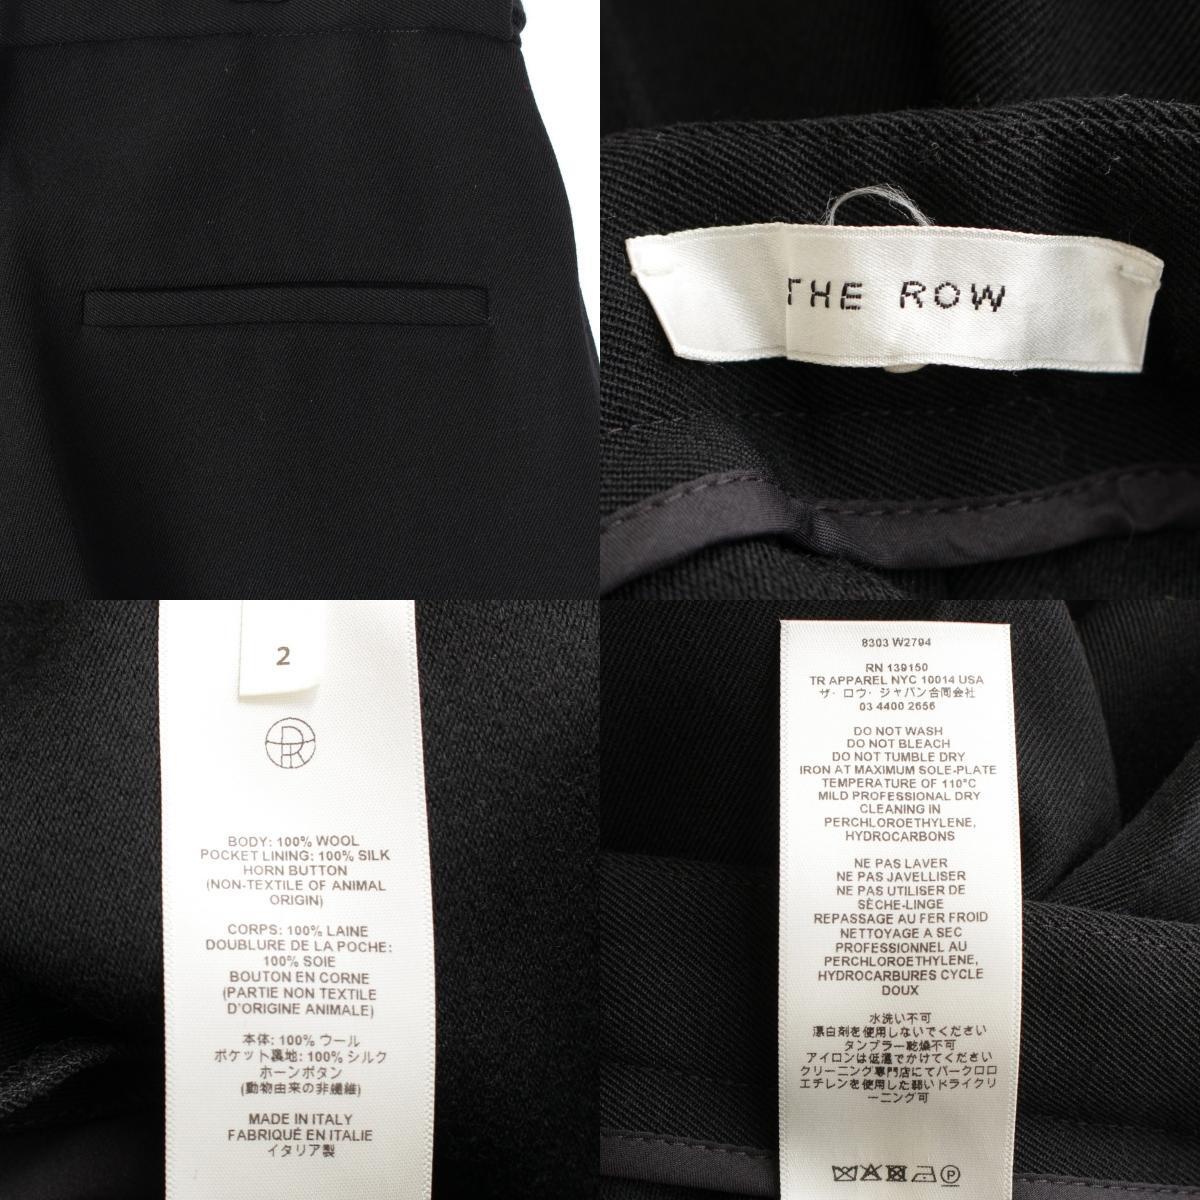 THE ROW
2
BODY: 100% WOOL
POCKET LINING: 100% SILK
HORN BUTTON
(NON-TEXTILE OF ANIMAL
ORIGIN)
CORPS: 100% LAINE
DOUBLURE DE LA POCHE:
100% SOIE
BOUTON EN CORNE
(PARTIE NON TEXTILE
D'ORIGINE ANIMALE)
本体: 100% ウール
ポケット裏地: 100% シルク
ホーンボタン
(動物由来の非繊維)
MADE IN ITALY
FABRIQUÉ EN ITALIE
イタリア製
8303 W2794
RN 139150
TR APPAREL NYC 10014 USA
ザ・ロウ・ジャパン合同会社
03 4400 2656
DO NOT WASH
DO NOT BLEACH
DO NOT TUMBLE DRY
IRON AT MAXIMUM SOLE-PLATE
TEMPERATURE OF 110°C
MILD PROFESSIONAL DRY
CLEANING IN
PERCHLOROETHYLENE,
HYDROCARBONS
NE PAS LAVER
NE PAS JAVELLISER
NE PAS UTILISER DE
SÈCHE-LINGE
REPASSAGE AU FER FROID
NETTOYAGE A SEC
PROFESSIONNEL AU
PERCHLOROETHYLENE,
HYDROCARBURES CYCLE
DOUX
水洗い不可
漂白剤を使用しないでください
タンブラー乾燥不可
アイロンは低温でかけてください
クリーニング専門店にてパークロロ
エチレンを使用した弱いドライクリ
ーニング可
P